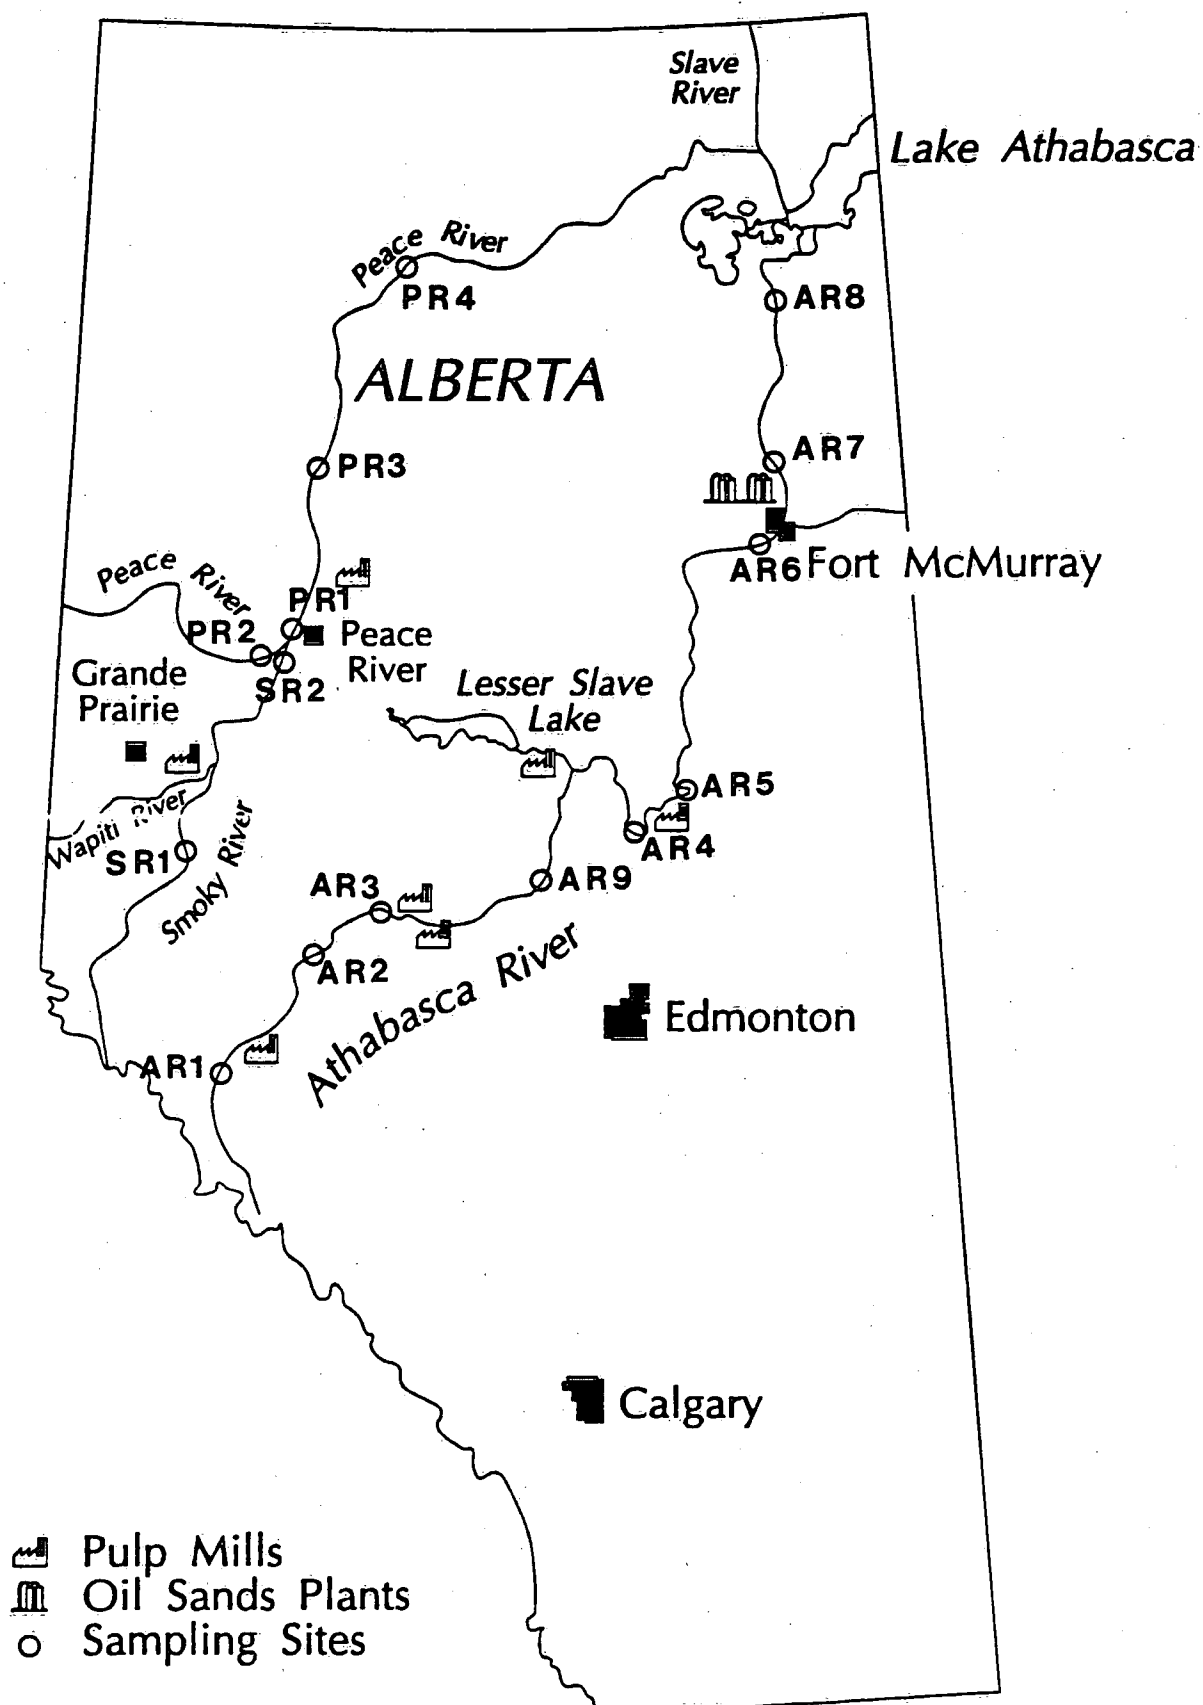 Slave
River
Lake Athabasca
Peace River
PR4
AR8
ALBERTA
AR7
PR3
AR6
Fort McMurray
Peace River
PR1
PR2
Peace
River
Grande
Prairie
SR2
Lesser Slave
Lake
AR5
Wapiti River
SR1
Smoky River
AR4
AR3
AR9
AR2
Athabasca River
Edmonton
AR1
Calgary
Pulp Mills
Oil Sands Plants
Sampling Sites